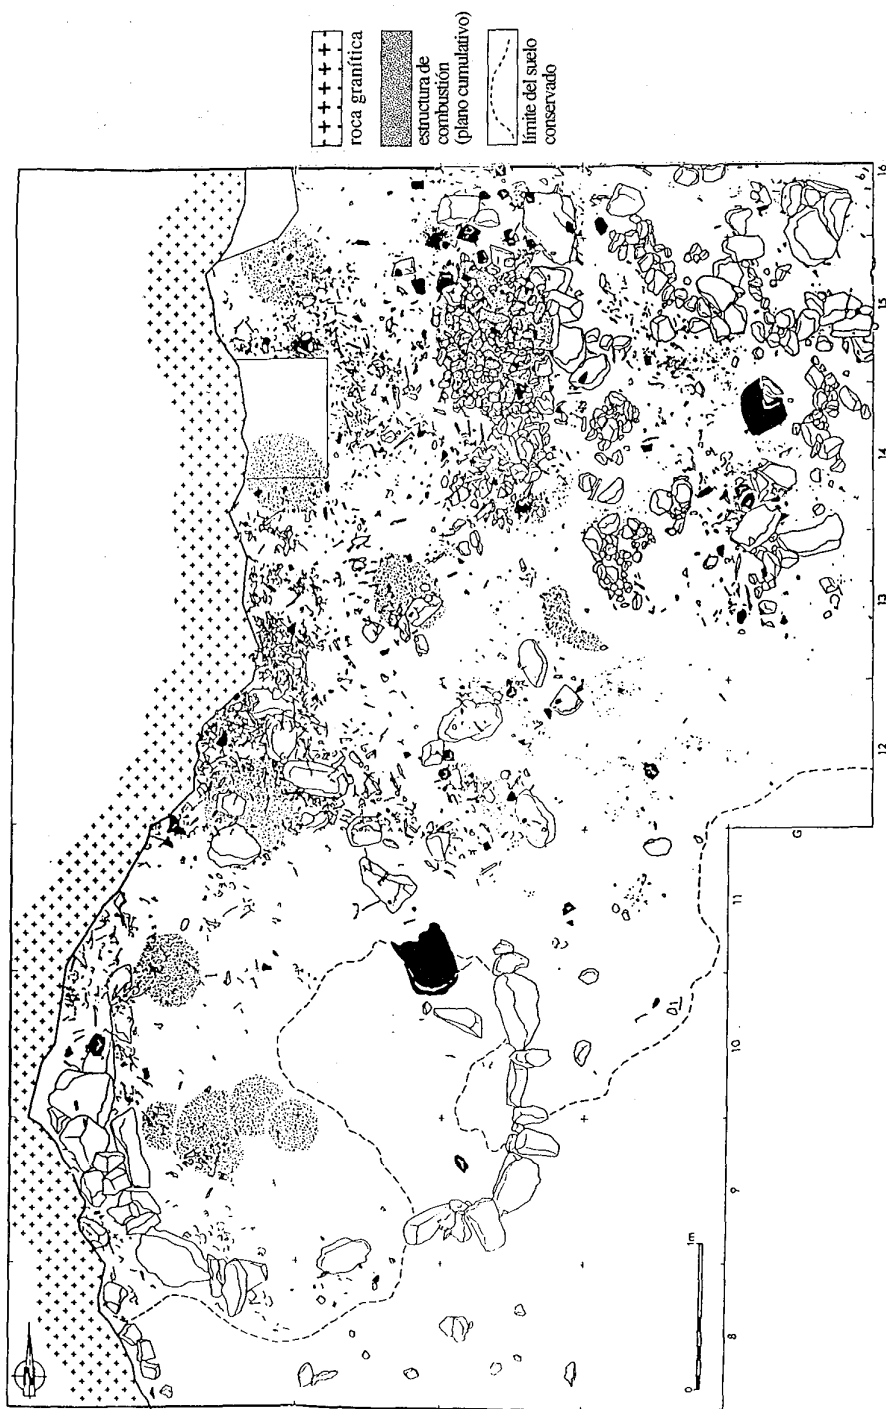 roca granítica
estructura de
combustión
(plano cumulativo)
límite del suelo
conservado
16
15
14
13
12
11
10
9
8
G
N
0
1m